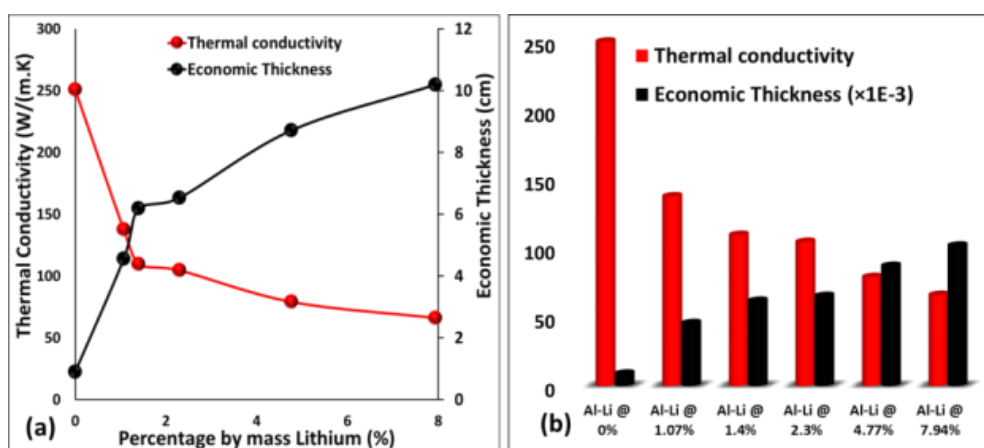 300
250
200
150
100
50
0
Thermal Conductivity (W/(m.K)
Thermal conductivity
Economic Thickness
12
10
8
6
4
2
0
Economic Thickness (cm)
0 2 4 6 8
Percentage by mass Lithium (%)
(a)
250
200
150
100
50
0
Thermal conductivity
Economic Thickness (×1E-3)
Al-Li @ Al-Li @ Al-Li @ Al-Li @ Al-Li @ Al-Li @
0% 1.07% 1.4% 2.3% 4.77% 7.94%
(b)